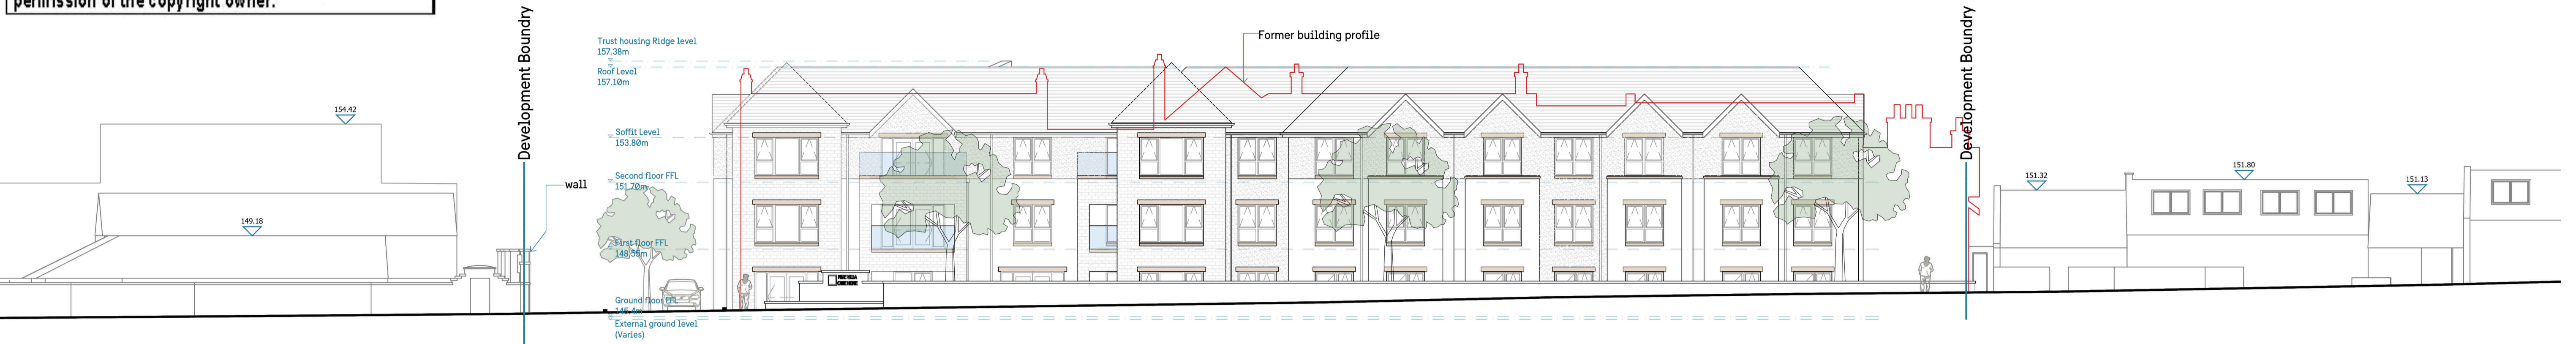 permission of the copyright owner.
Development Boundry
Development Boundry
Former building profile
Trust housing Ridge level
157.38m
Roof Level
157.10m
154.42
Soffit Level
153.80m
Second floor FFL
151.70m
wall
151.32
151.80
151.13
149.18
First floor FFL
148.55m
CARE HOME
Ground floor FFL
External ground level
(Varies)